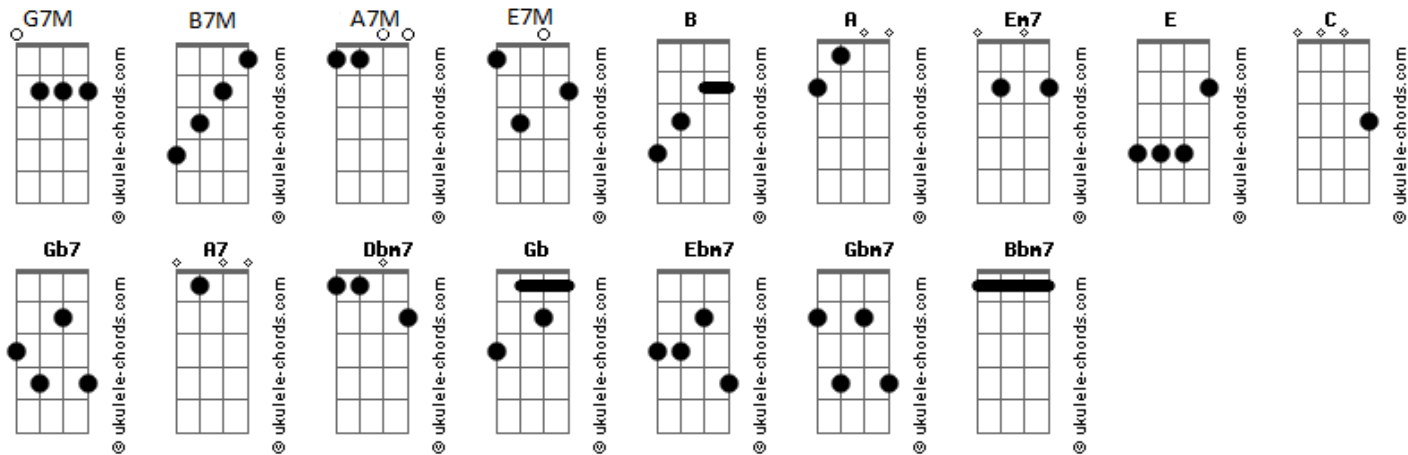 G7M B7M A7M E7M B A Em7 E C
© ukulele-chords.com © ukulele-chords.com © ukulele-chords.com © ukulele-chords.com © ukulele-chords.com © ukulele-chords.com © ukulele-chords.com © ukulele-chords.com © ukulele-chords.com
Gb7 A7 Dbm7 Gb Ebm7 Gbm7 Bbm7
© ukulele-chords.com © ukulele-chords.com © ukulele-chords.com © ukulele-chords.com © ukulele-chords.com © ukulele-chords.com © ukulele-chords.com